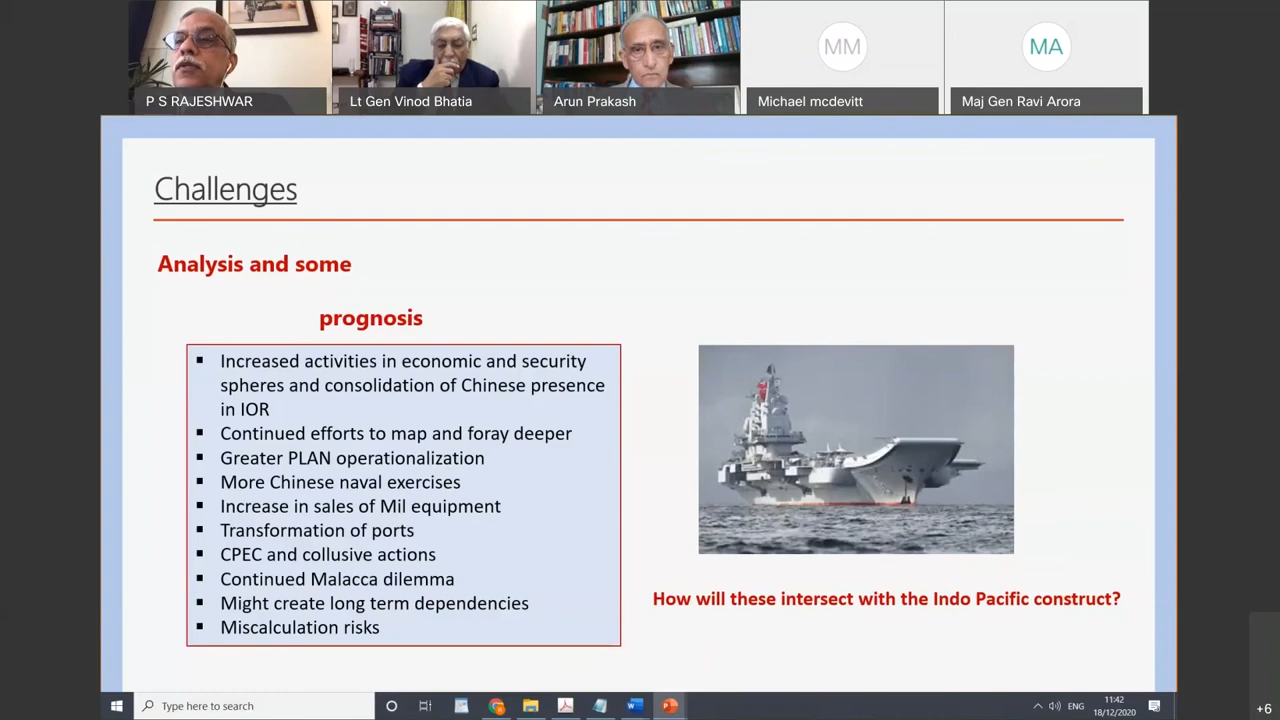 P S RAJESHWAR
Lt Gen Vinod Bhatia
Arun Prakash
MM
Michael mcdevitt
MA
Maj Gen Ravi Arora
Challenges
Analysis and some
prognosis
▪ Increased activities in economic and security
spheres and consolidation of Chinese presence
in IOR
▪ Continued efforts to map and foray deeper
▪ Greater PLAN operationalization
▪ More Chinese naval exercises
▪ Increase in sales of Mil equipment
▪ Transformation of ports
▪ CPEC and collusive actions
▪ Continued Malacca dilemma
▪ Might create long term dependencies
▪ Miscalculation risks
How will these intersect with the Indo Pacific construct?
Type here to search
ENG
11:42
18/12/2020
+6